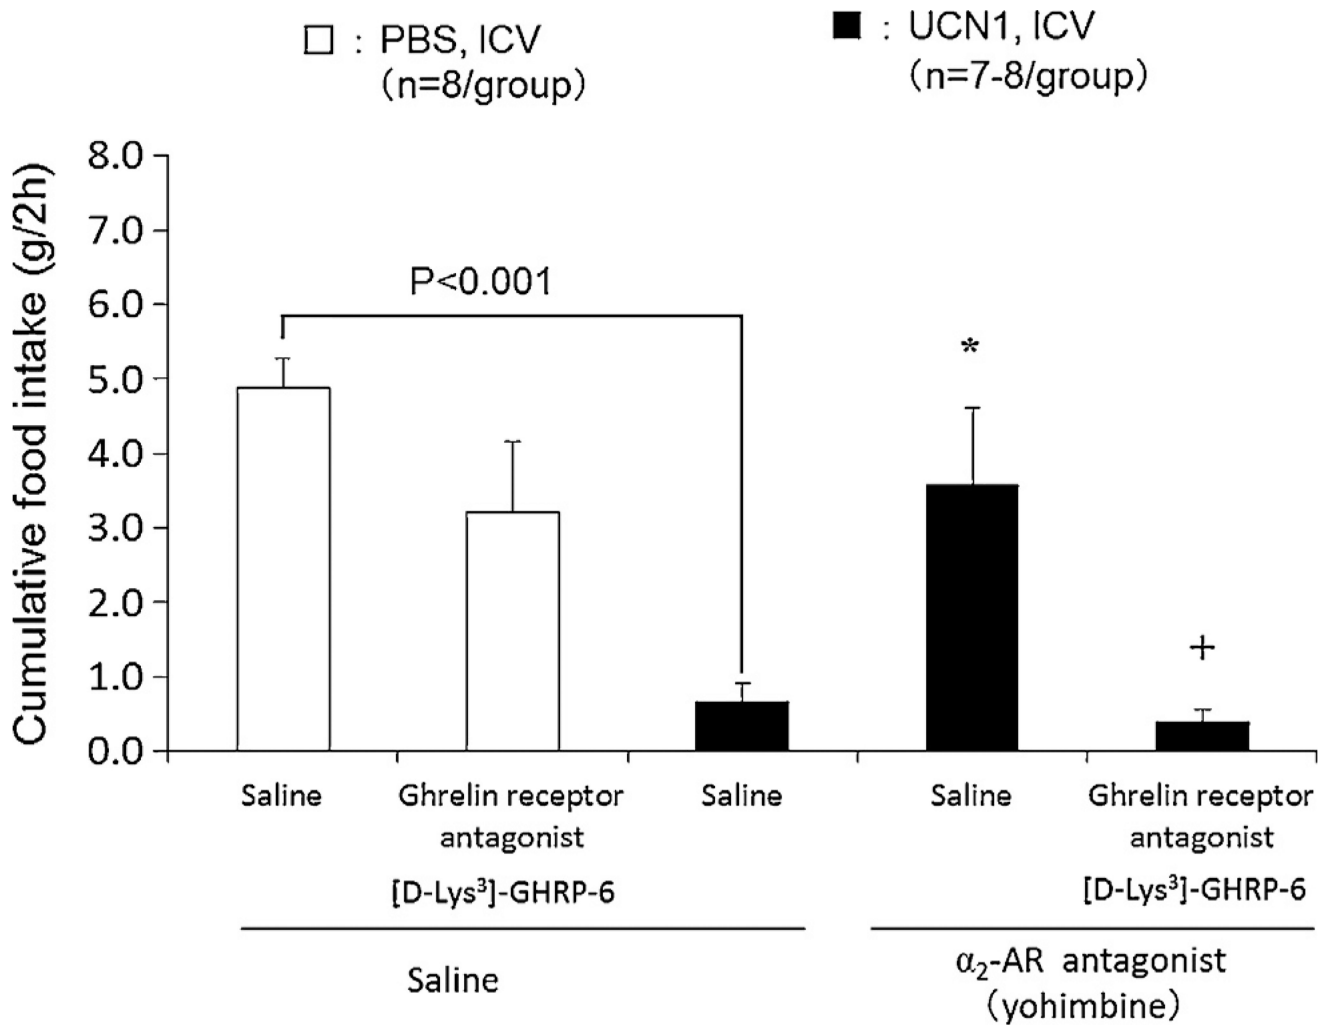 : PBS, ICV
(n=8/group)
: UCN1, ICV
(n=7-8/group)
Cumulative food intake (g/2h)
8.0
7.0
6.0
5.0
4.0
3.0
2.0
1.0
0.0
P<0.001
*
+
Saline
Ghrelin receptor
antagonist
[D-Lys³]-GHRP-6
Saline
Saline
Ghrelin receptor
antagonist
[D-Lys³]-GHRP-6
Saline
α₂-AR antagonist
(yohimbine)